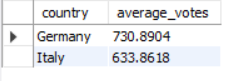 country average_votes
Germany 730.8904
Italy 633.8618